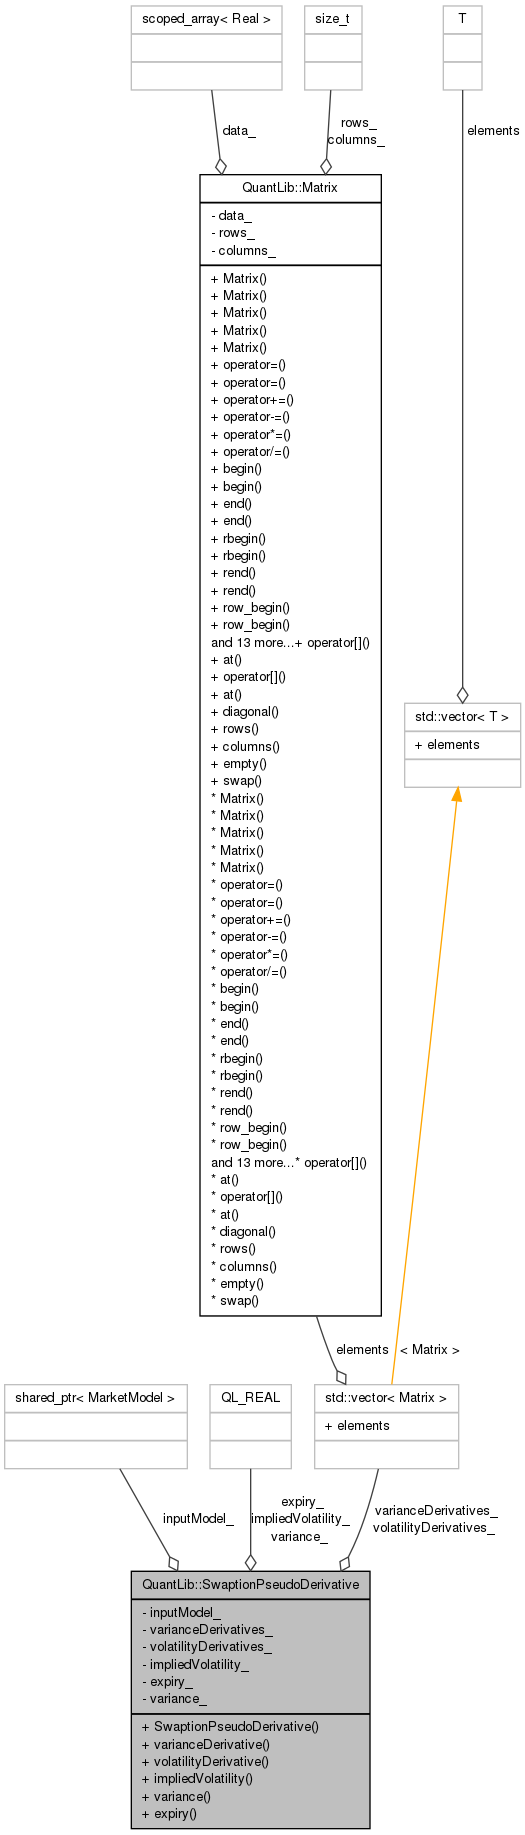 scoped_array< Real >
size_t
T
data_
rows_
columns_
elements
QuantLib::Matrix
- data_
- rows_
- columns_
+ Matrix()
+ Matrix()
+ Matrix()
+ Matrix()
+ Matrix()
+ operator=()
+ operator=()
+ operator+=()
+ operator-=()
+ operator*=()
+ operator/=()
+ begin()
+ begin()
+ end()
+ end()
+ rbegin()
+ rbegin()
+ rend()
+ rend()
+ row_begin()
+ row_begin()
and 13 more...+ operator[]()
+ at()
+ operator[]()
+ at()
+ diagonal()
+ rows()
+ columns()
+ empty()
+ swap()
* Matrix()
* Matrix()
* Matrix()
* Matrix()
* Matrix()
* operator=()
* operator=()
* operator+=()
* operator-=()
* operator*=()
* operator/=()
* begin()
* begin()
* end()
* end()
* rbegin()
* rbegin()
* rend()
* rend()
* row_begin()
* row_begin()
and 13 more...* operator[]()
* at()
* operator[]()
* at()
* diagonal()
* rows()
* columns()
* empty()
* swap()
std::vector< T >
+ elements
elements
< Matrix >
shared_ptr< MarketModel >
QL_REAL
std::vector< Matrix >
+ elements
inputModel_
expiry_
impliedVolatility_
variance_
varianceDerivatives_
volatilityDerivatives_
QuantLib::SwaptionPseudoDerivative
- inputModel_
- varianceDerivatives_
- volatilityDerivatives_
- impliedVolatility_
- expiry_
- variance_
+ SwaptionPseudoDerivative()
+ varianceDerivative()
+ volatilityDerivative()
+ impliedVolatility()
+ variance()
+ expiry()